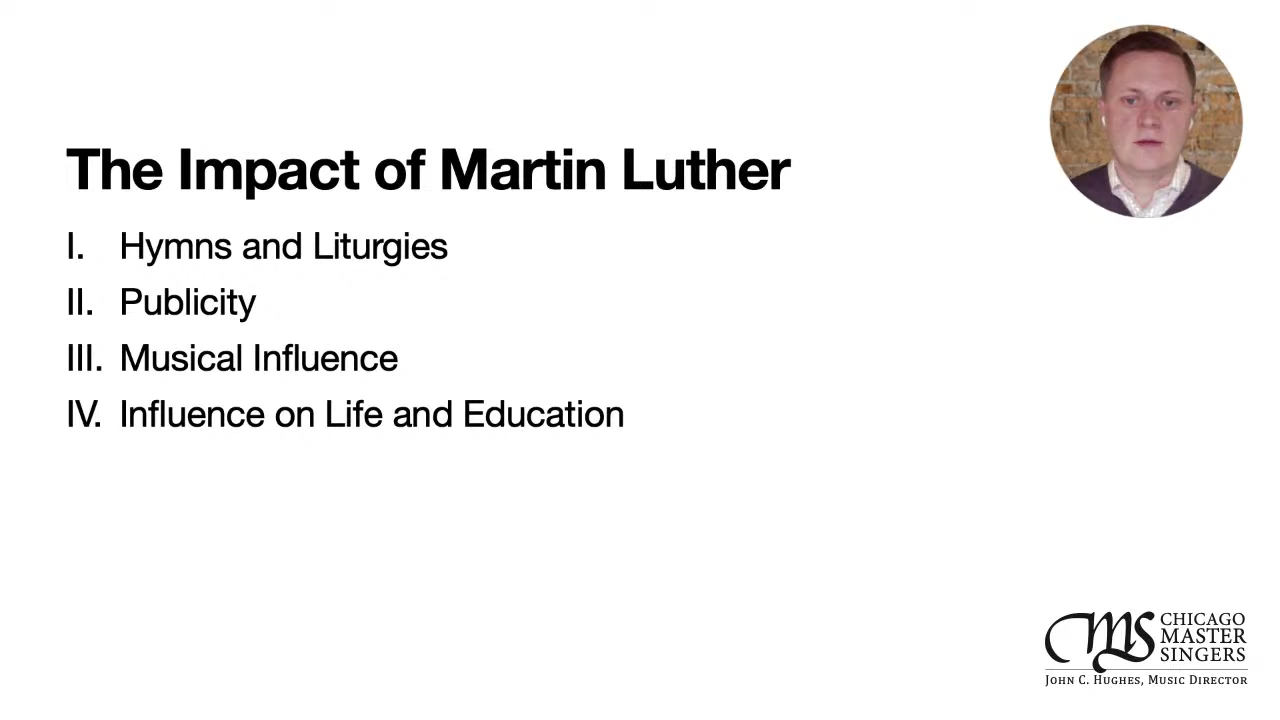 The Impact of Martin Luther
I. Hymns and Liturgies
II. Publicity
III. Musical Influence
IV. Influence on Life and Education
CMS
CHICAGO
MASTER
SINGERS
JOHN C. HUGHES, MUSIC DIRECTOR